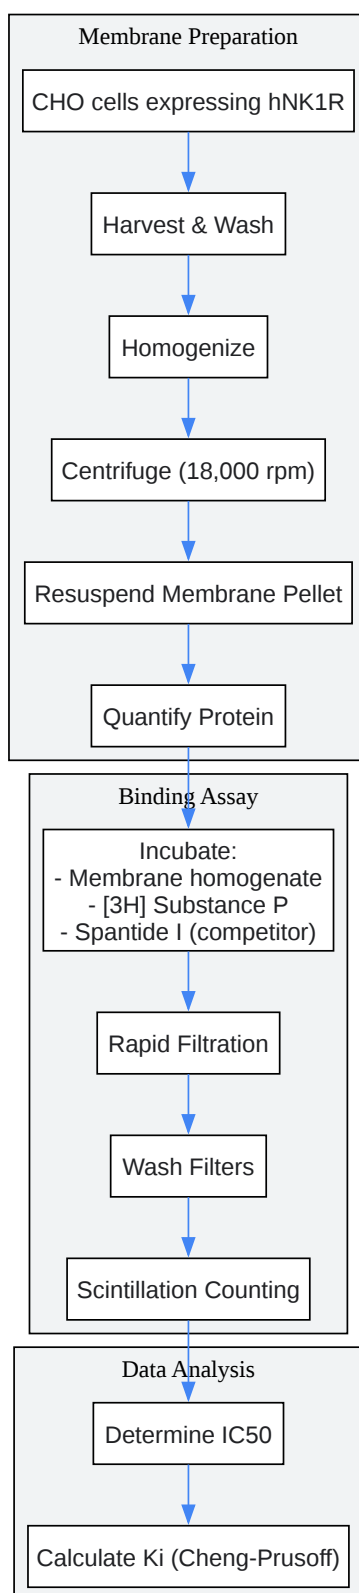 Membrane Preparation
CHO cells expressing hNK1R
Harvest & Wash
Homogenize
Centrifuge (18,000 rpm)
Resuspend Membrane Pellet
Quantify Protein
Binding Assay
Incubate:
- Membrane homogenate
- [3H] Substance P
- Spantide I (competitor)
Rapid Filtration
Wash Filters
Scintillation Counting
Data Analysis
Determine IC50
Calculate Ki (Cheng-Prusoff)